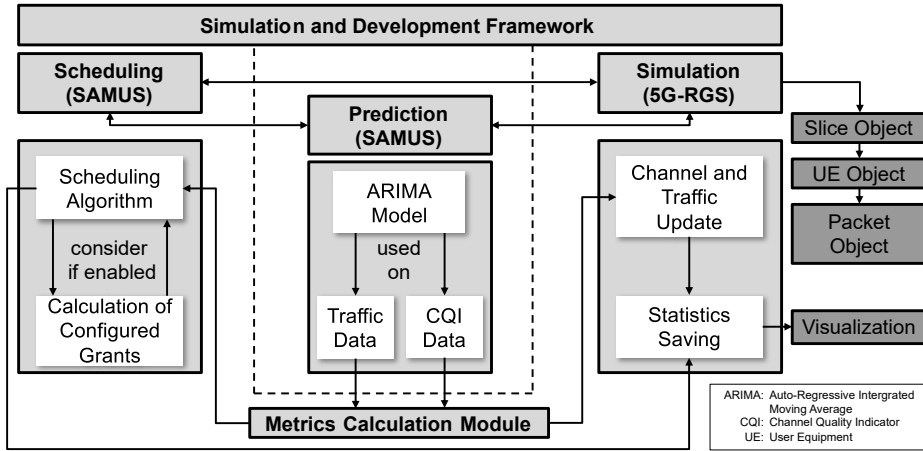 Simulation and Development Framework
Scheduling
(SAMUS)
Simulation
(5G-RGS)
Prediction
(SAMUS)
Slice Object
UE Object
Packet
Object
Scheduling
Algorithm
consider
if enabled
Calculation of
Configured
Grants
ARIMA
Model
used
on
Traffic
Data
CQI
Data
Channel and
Traffic
Update
Statistics
Saving
Visualization
Metrics Calculation Module
ARIMA: Auto-Regressive Intergrated
Moving Average
CQI: Channel Quality Indicator
UE: User Equipment